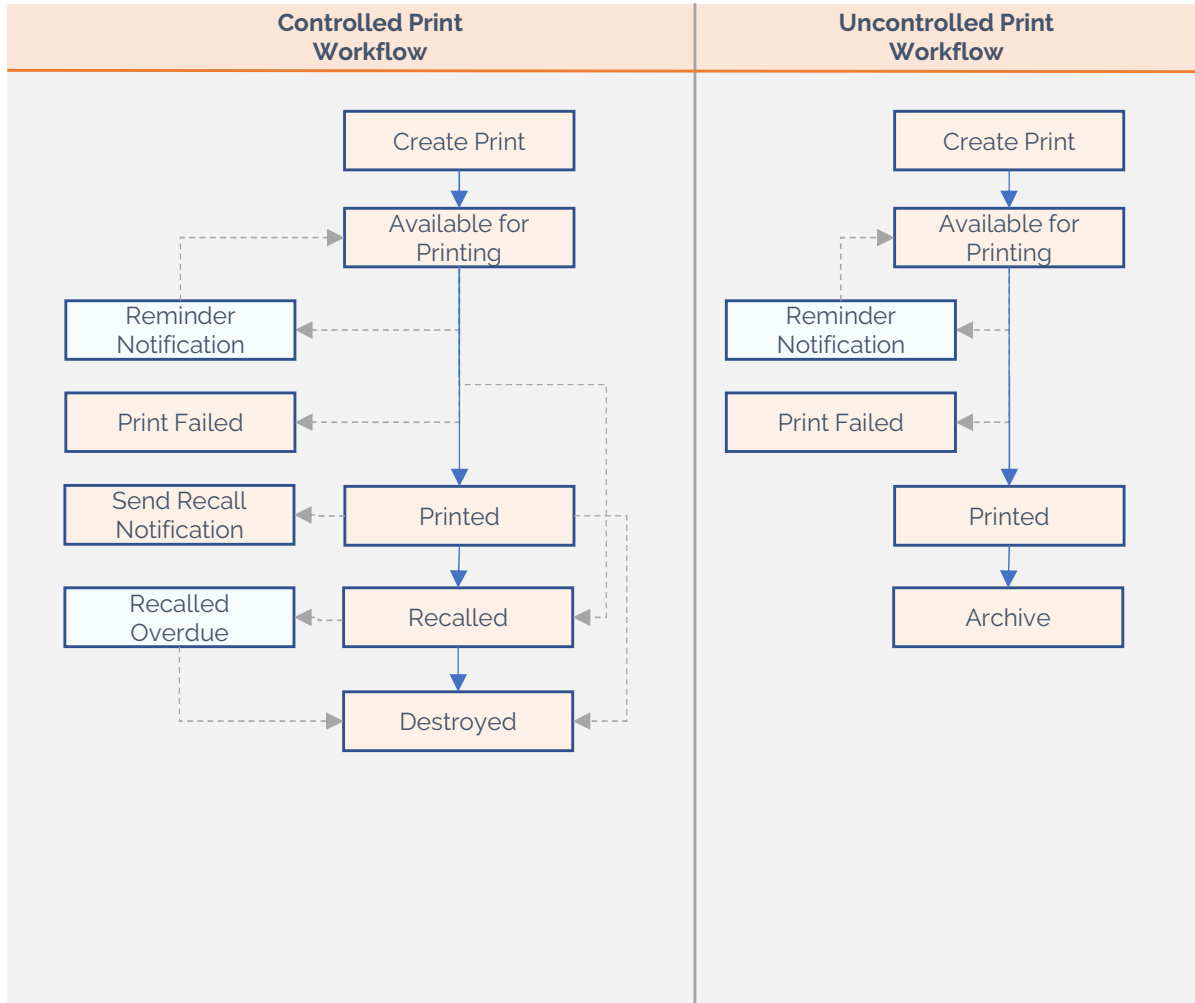 Controlled Print
Workflow
Create Print
Available for
Printing
Reminder
Notification
Print Failed
Send Recall
Notification
Printed
Recalled
Overdue
Recalled
Destroyed
Uncontrolled Print
Workflow
Create Print
Available for
Printing
Reminder
Notification
Print Failed
Printed
Archive